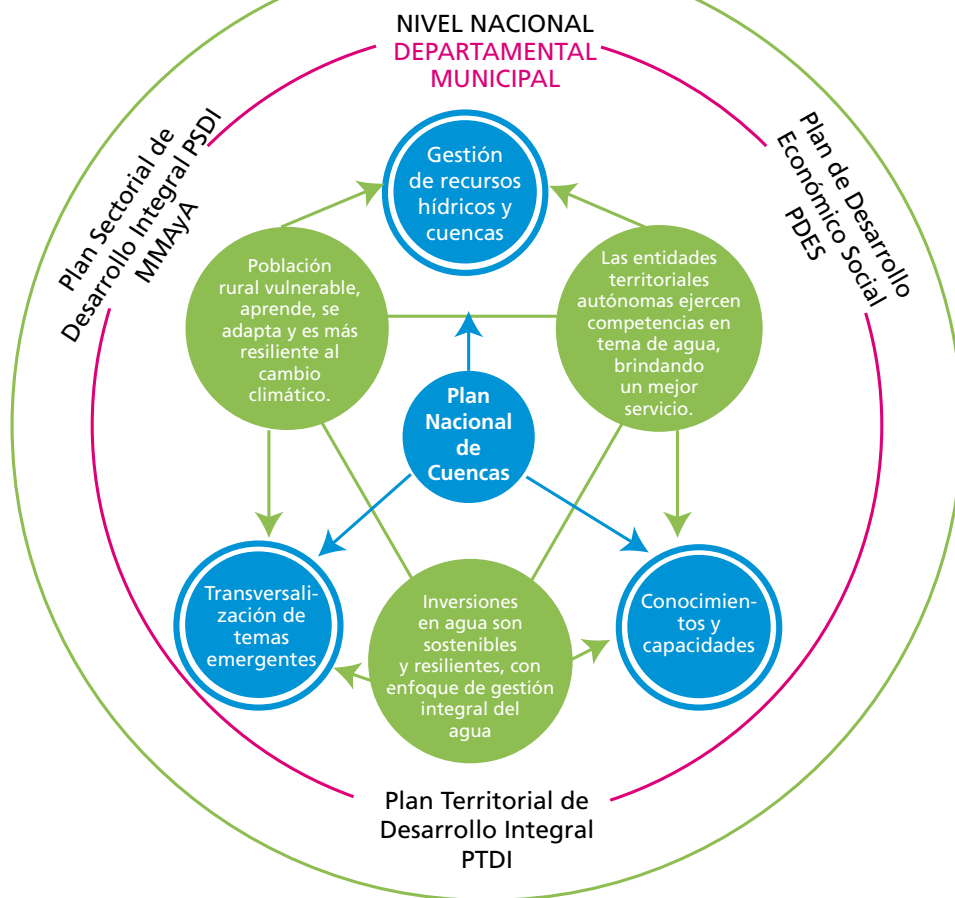 NIVEL NACIONAL
DEPARTAMENTAL
MUNICIPAL
Plan Sectorial de
Desarrollo Integral PSDI
MMAyA
Plan de Desarrollo
Económico Social
PDES
Gestión
de recursos
hídricos y
cuencas
Población
rural vulnerable,
aprende, se
adapta y es más
resiliente al
cambio
climático.
Las entidades
territoriales
autónomas ejercen
competencias en
tema de agua,
brindando
un mejor
servicio.
Plan
Nacional
de
Cuencas
Transversali-
zación de
temas
emergentes
Inversiones
en agua son
sostenibles
y resilientes, con
enfoque de gestión
integral del
agua
Conocimien-
tos y
capacidades
Plan Territorial de
Desarrollo Integral
PTDI